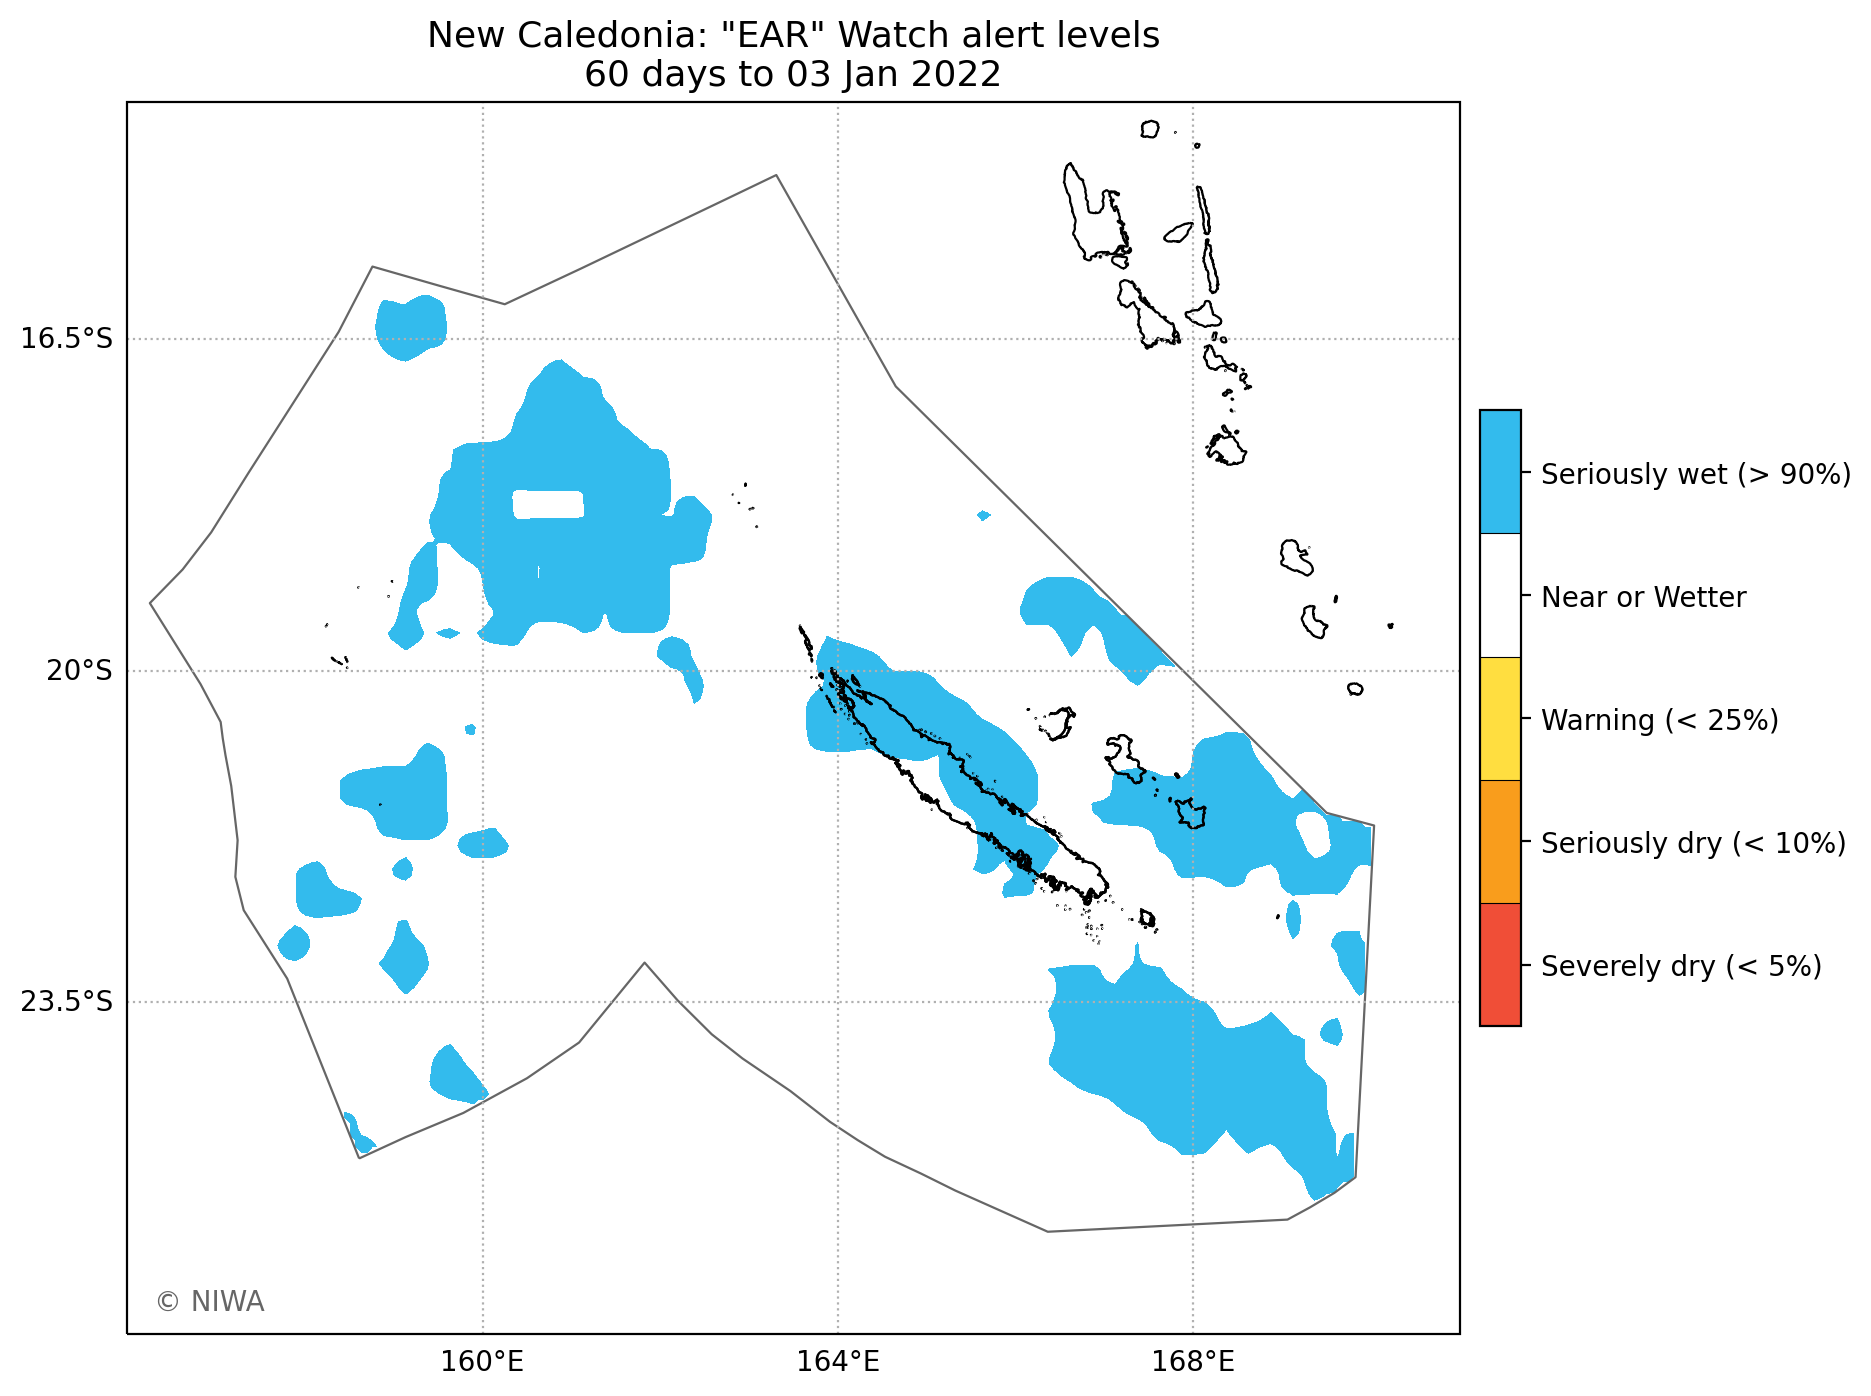 New Caledonia: "EAR" Watch alert levels
60 days to 03 Jan 2022
16.5°S
20°S
23.5°S
160°E
164°E
168°E
Seriously wet (> 90%)
Near or Wetter
Warning (< 25%)
Seriously dry (< 10%)
Severely dry (< 5%)
© NIWA